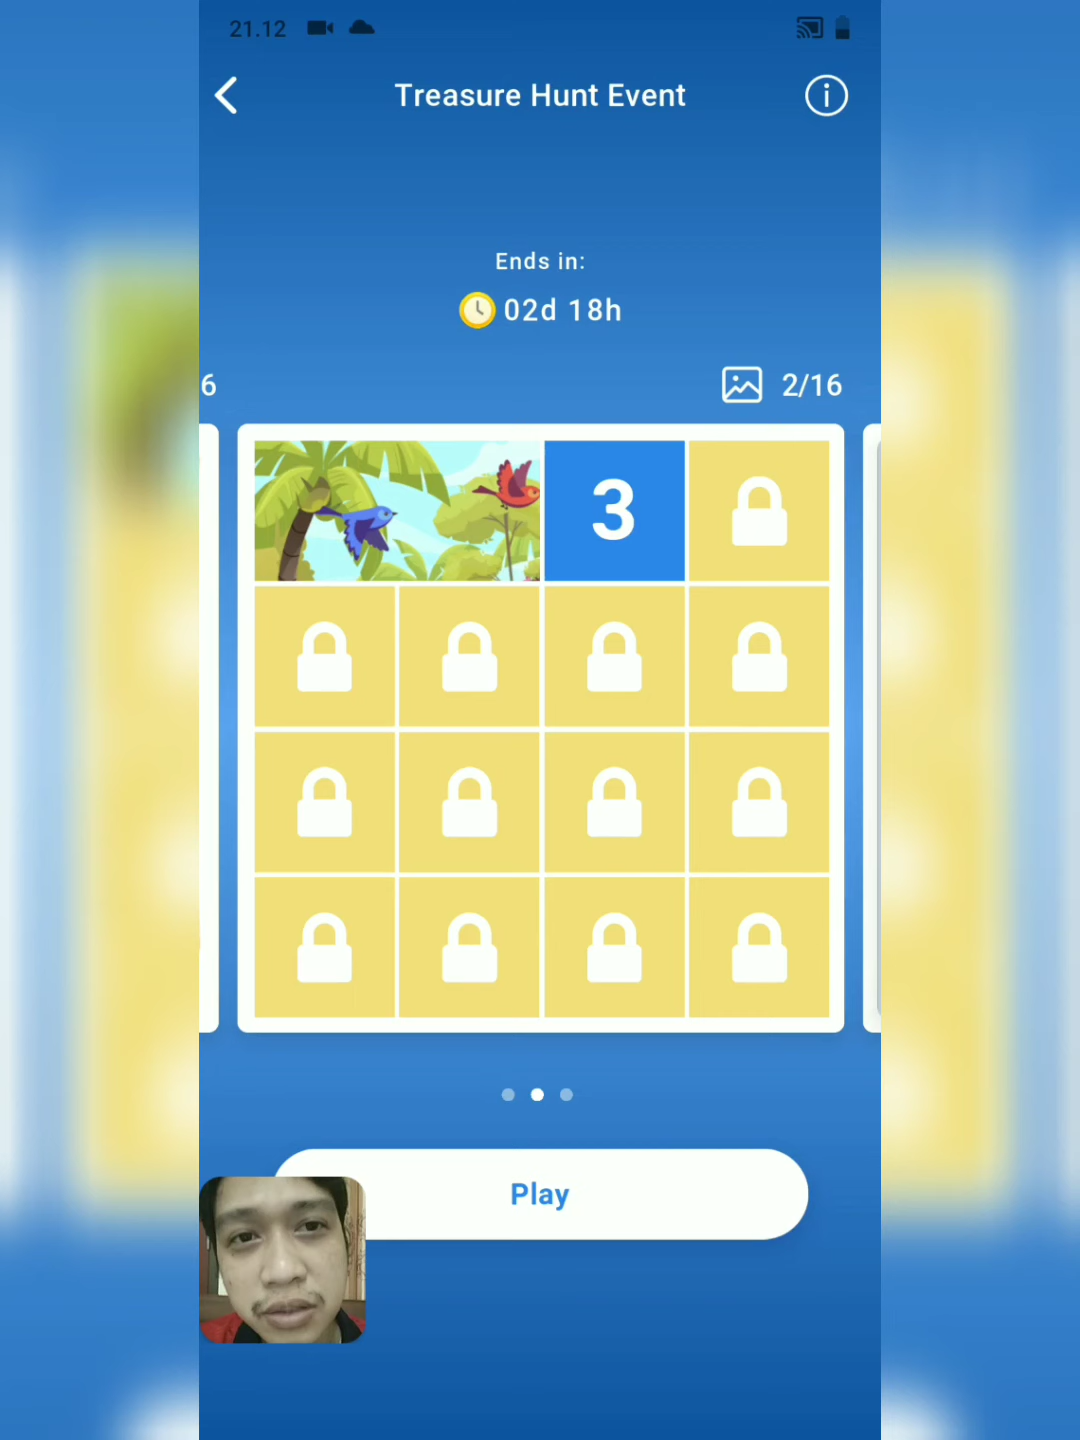 21.12
Treasure Hunt Event
Ends in:
02d 18h
6
2/16
3
Play